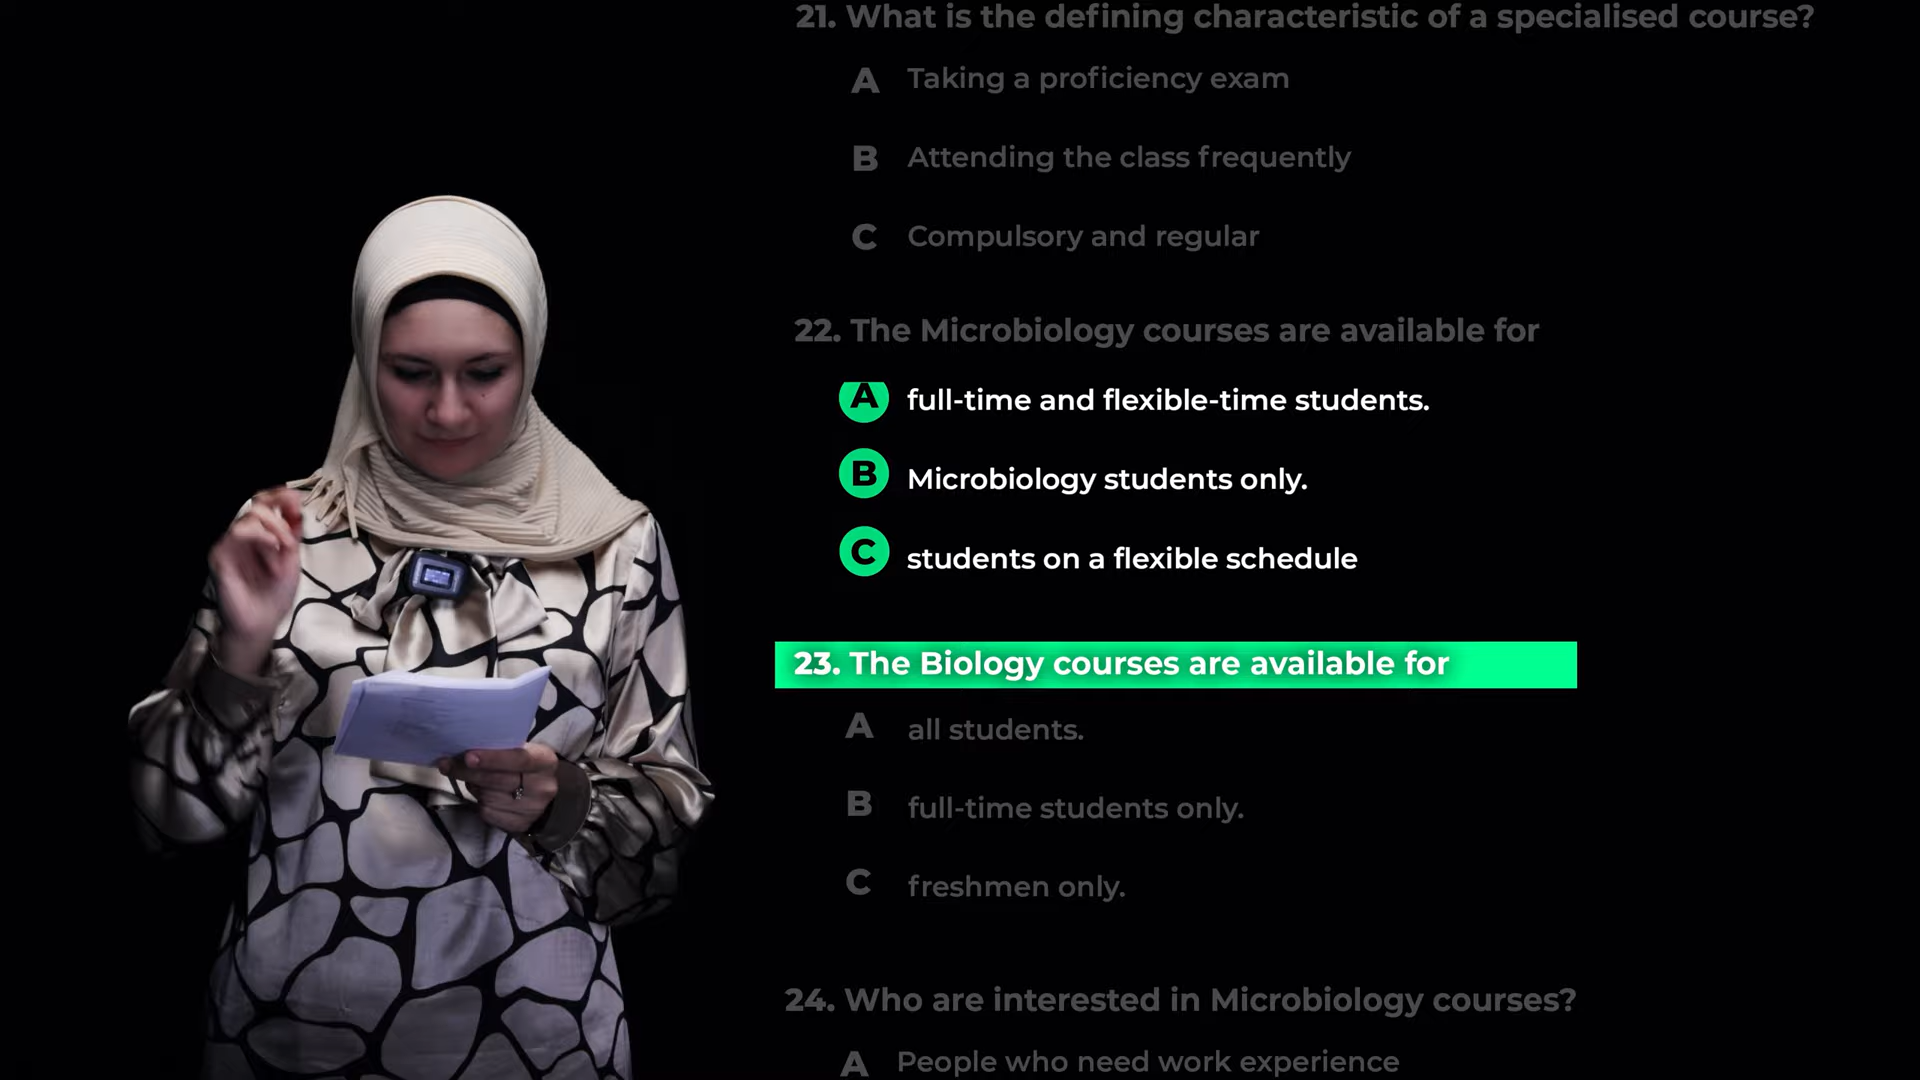 21. What is the defining characteristic of a specialised course?
A Taking a proficiency exam
B Attending the class frequently
C Compulsory and regular
22. The Microbiology courses are available for
A full-time and flexible-time students.
B Microbiology students only.
C students on a flexible schedule
23. The Biology courses are available for
A all students.
B full-time students only.
C freshmen only.
24. Who are interested in Microbiology courses?
A People who need work experience